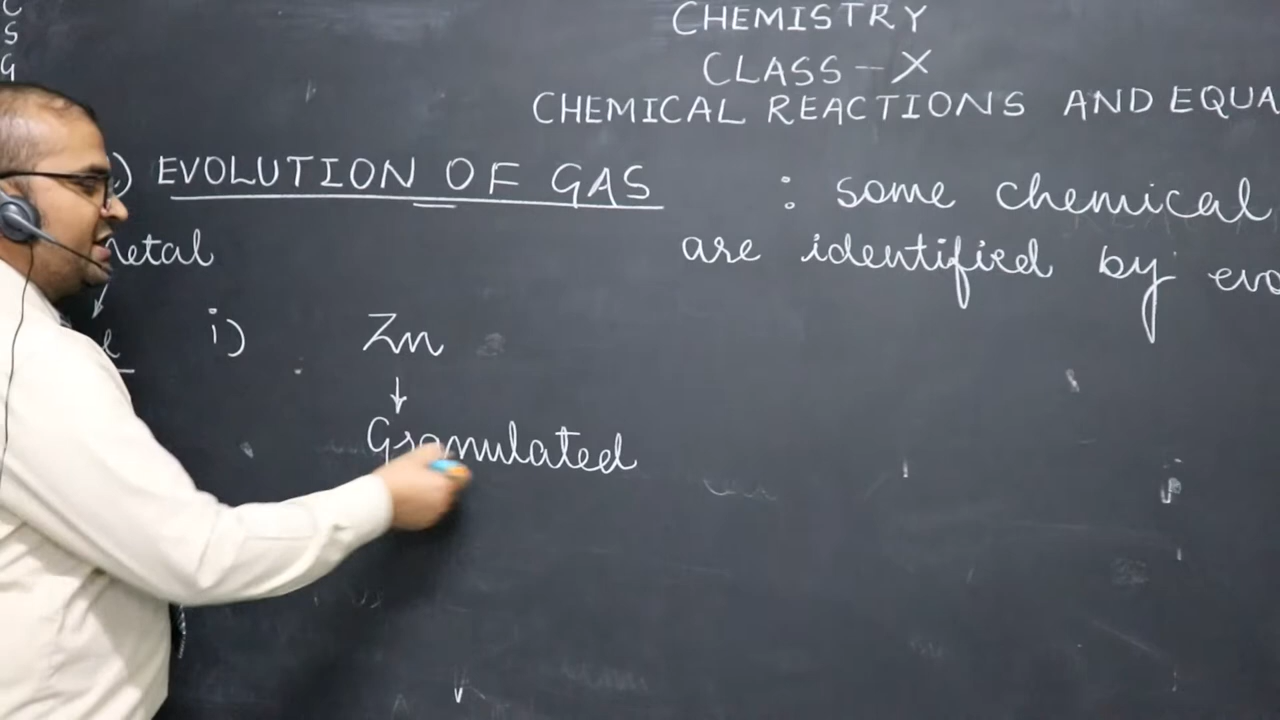 C
S
G
CHEMISTRY
CLASS - X
CHEMICAL REACTIONS AND EQUA
) EVOLUTION OF GAS : some chemical
etal are identified by evo
i) Zn
↓
Granulated